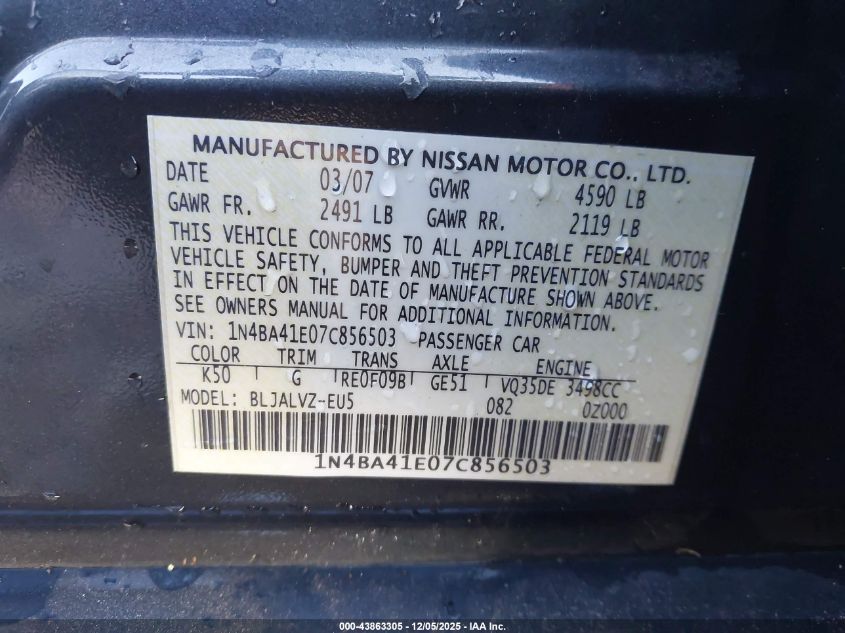 MANUFACTURED BY NISSAN MOTOR CO., LTD.
DATE 03/07 GVWR 4590 LB
GAWR FR. 2491 LB GAWR RR. 2119 LB
THIS VEHICLE CONFORMS TO ALL APPLICABLE FEDERAL MOTOR
VEHICLE SAFETY, BUMPER AND THEFT PREVENTION STANDARDS
IN EFFECT ON THE DATE OF MANUFACTURE SHOWN ABOVE.
SEE OWNERS MANUAL FOR ADDITIONAL INFORMATION.
VIN: 1N4BA41E07C856503 PASSENGER CAR
COLOR TRIM TRANS AXLE ENGINE
K50 G RE0F09B GE51 VQ35DE 3498CC
MODEL: BLJALVZ-EU5 082 0Z000
1N4BA41E07C856503
000-43863305 - 12/05/2025 - IAA Inc.